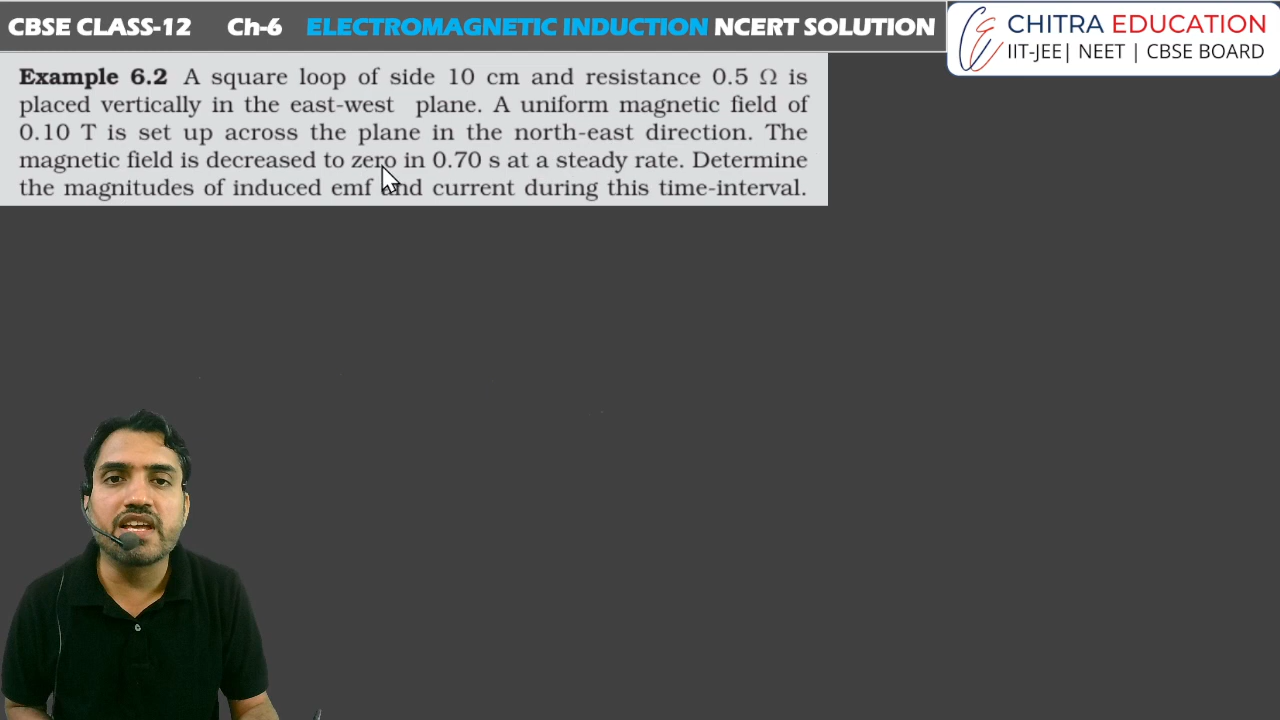 CBSE CLASS-12 Ch-6 ELECTROMAGNETIC INDUCTION NCERT SOLUTION
CHITRA EDUCATION
IIT-JEE| NEET | CBSE BOARD
Example 6.2 A square loop of side 10 cm and resistance 0.5 Ω is
placed vertically in the east-west plane. A uniform magnetic field of
0.10 T is set up across the plane in the north-east direction. The
magnetic field is decreased to zero in 0.70 s at a steady rate. Determine
the magnitudes of induced emf and current during this time-interval.